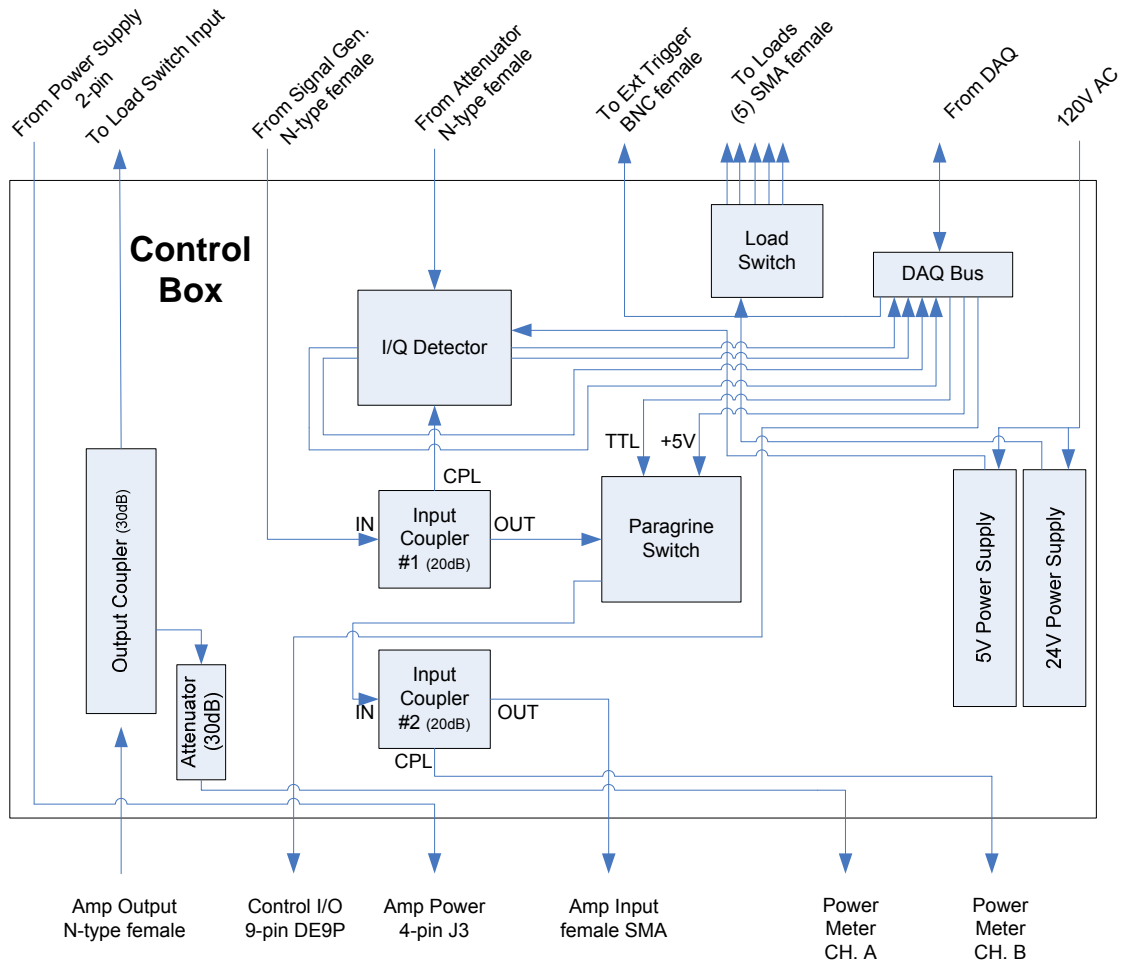 From Power Supply
2-pin
To Load Switch Input
From Signal Gen.
N-type female
From Attenuator
N-type female
To Ext Trigger
BNC female
To Loads
(5) SMA female
From DAQ
120V AC
Control
Box
Load
Switch
DAQ Bus
I/Q Detector
TTL
+5V
CPL
IN
Input
Coupler
#1 (20dB)
OUT
Paragrine
Switch
Output Coupler (30dB)
Attenuator
(30dB)
5V Power Supply
24V Power Supply
IN
Input
Coupler
#2 (20dB)
OUT
CPL
Amp Output
N-type female
Control I/O
9-pin DE9P
Amp Power
4-pin J3
Amp Input
female SMA
Power
Meter
CH. A
Power
Meter
CH. B